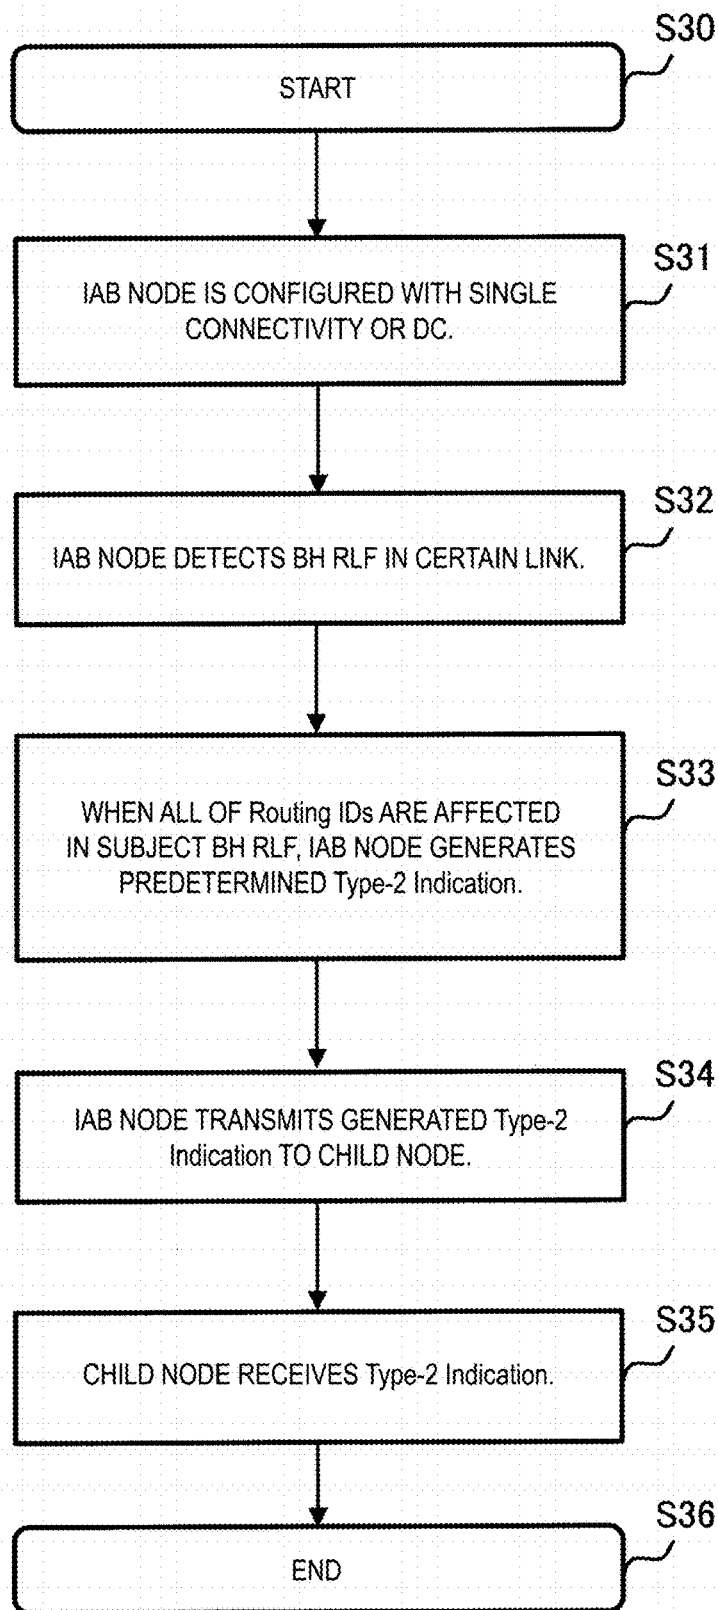 S30
START
S31
IAB NODE IS CONFIGURED WITH SINGLE
CONNECTIVITY OR DC.
S32
IAB NODE DETECTS BH RLF IN CERTAIN LINK.
S33
WHEN ALL OF Routing IDs ARE AFFECTED
IN SUBJECT BH RLF, IAB NODE GENERATES
PREDETERMINED Type-2 Indication.
S34
IAB NODE TRANSMITS GENERATED Type-2
Indication TO CHILD NODE.
S35
CHILD NODE RECEIVES Type-2 Indication.
S36
END